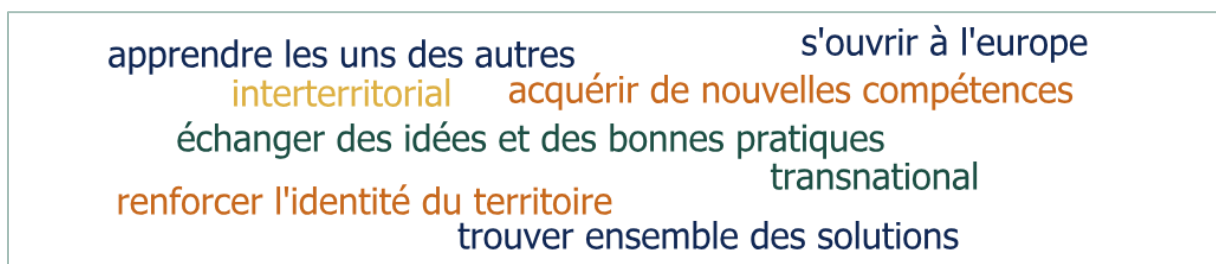 apprendre les uns des autres
s'ouvrir à l'europe
interterritorial
acquérir de nouvelles compétences
échanger des idées et des bonnes pratiques
transnational
renforcer l'identité du territoire
trouver ensemble des solutions